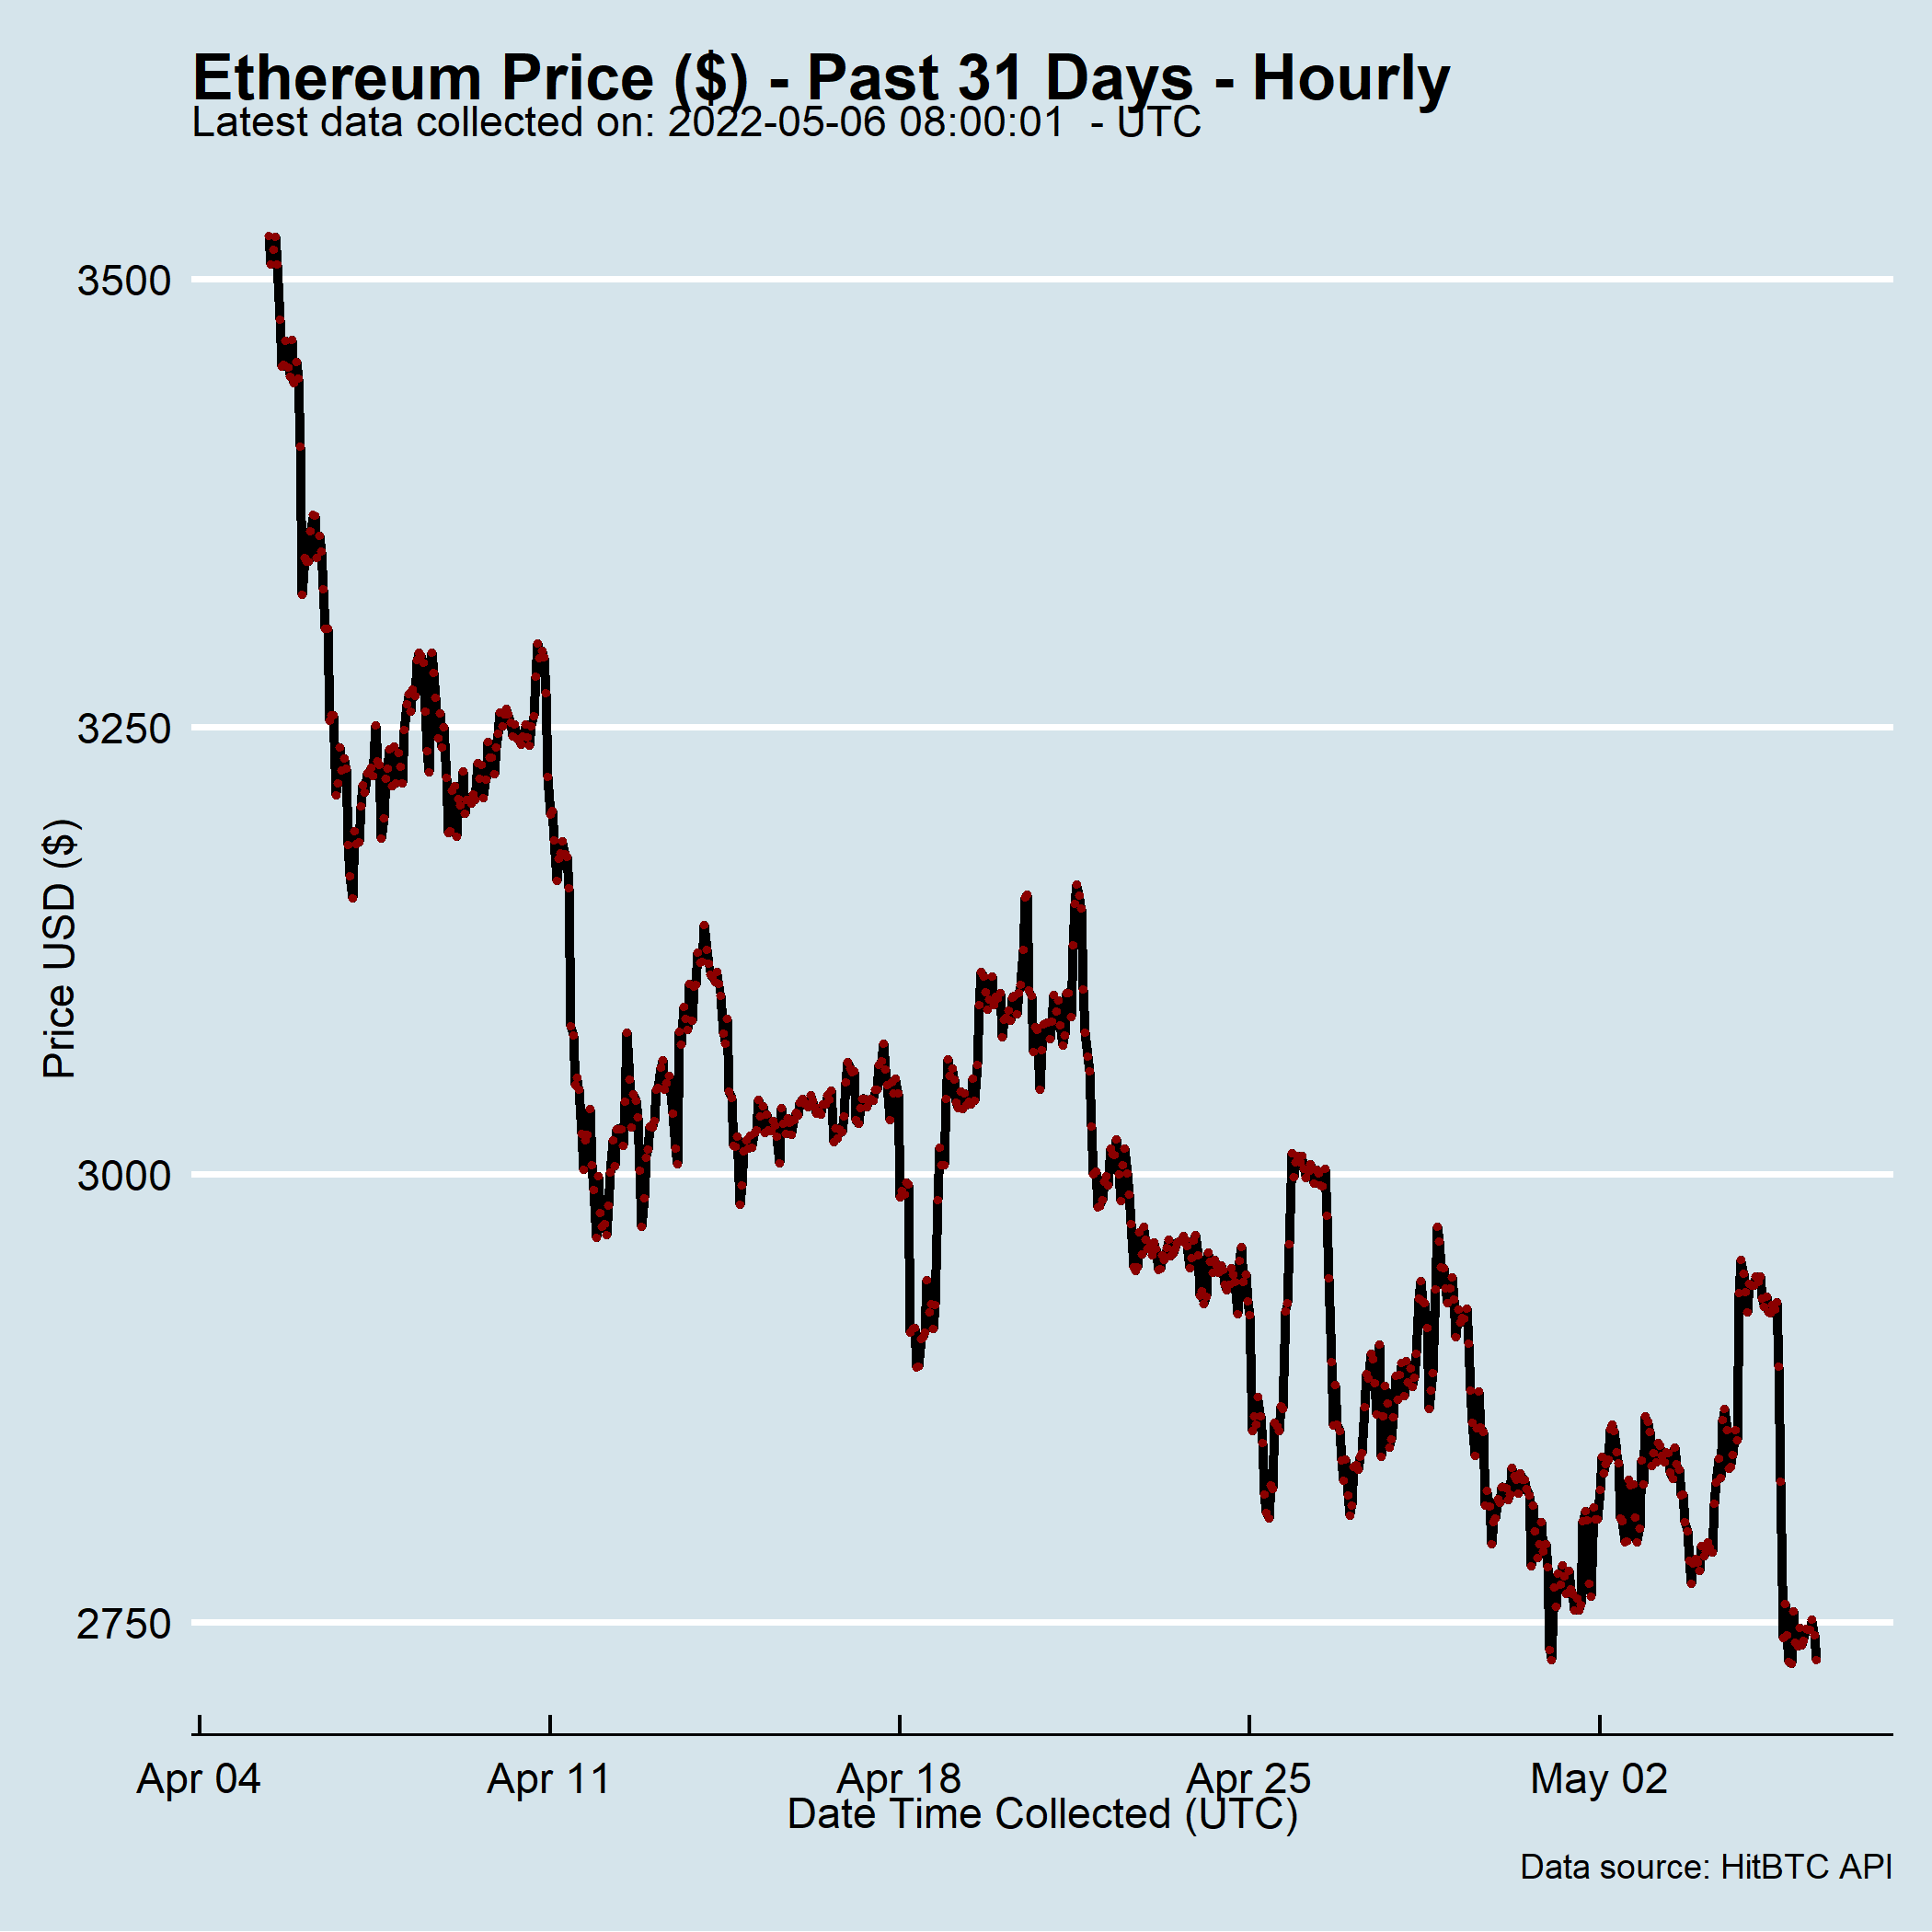 Ethereum Price ($) - Past 31 Days - Hourly
Latest data collected on: 2022-05-06 08:00:01  - UTC
3500
3250
3000
2750
Price USD ($)
Apr 04
Apr 11
Apr 18
Apr 25
May 02
Date Time Collected (UTC)
Data source: HitBTC API